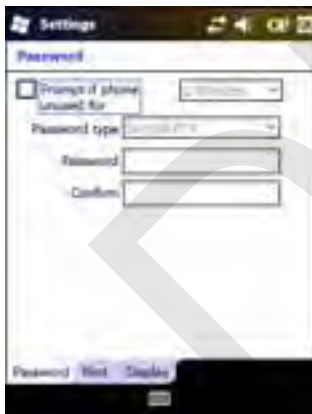 Settings
Password
Prompt if phone
unused for
Password type
Password
Confirm
Password Hint Display